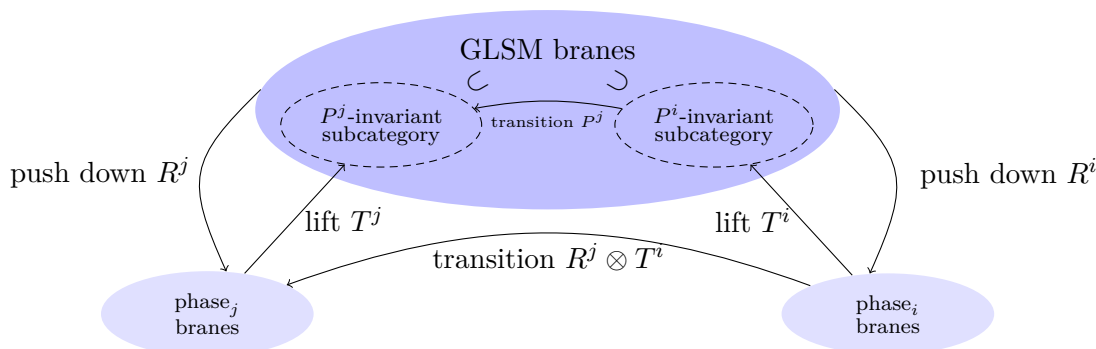 GLSM branes
⊂ ⊃
P^j-invariant
subcategory
transition P^j
P^i-invariant
subcategory
push down R^j
push down R^i
lift T^j
lift T^i
transition R^j ⊗ T^i
phase_j
branes
phase_i
branes